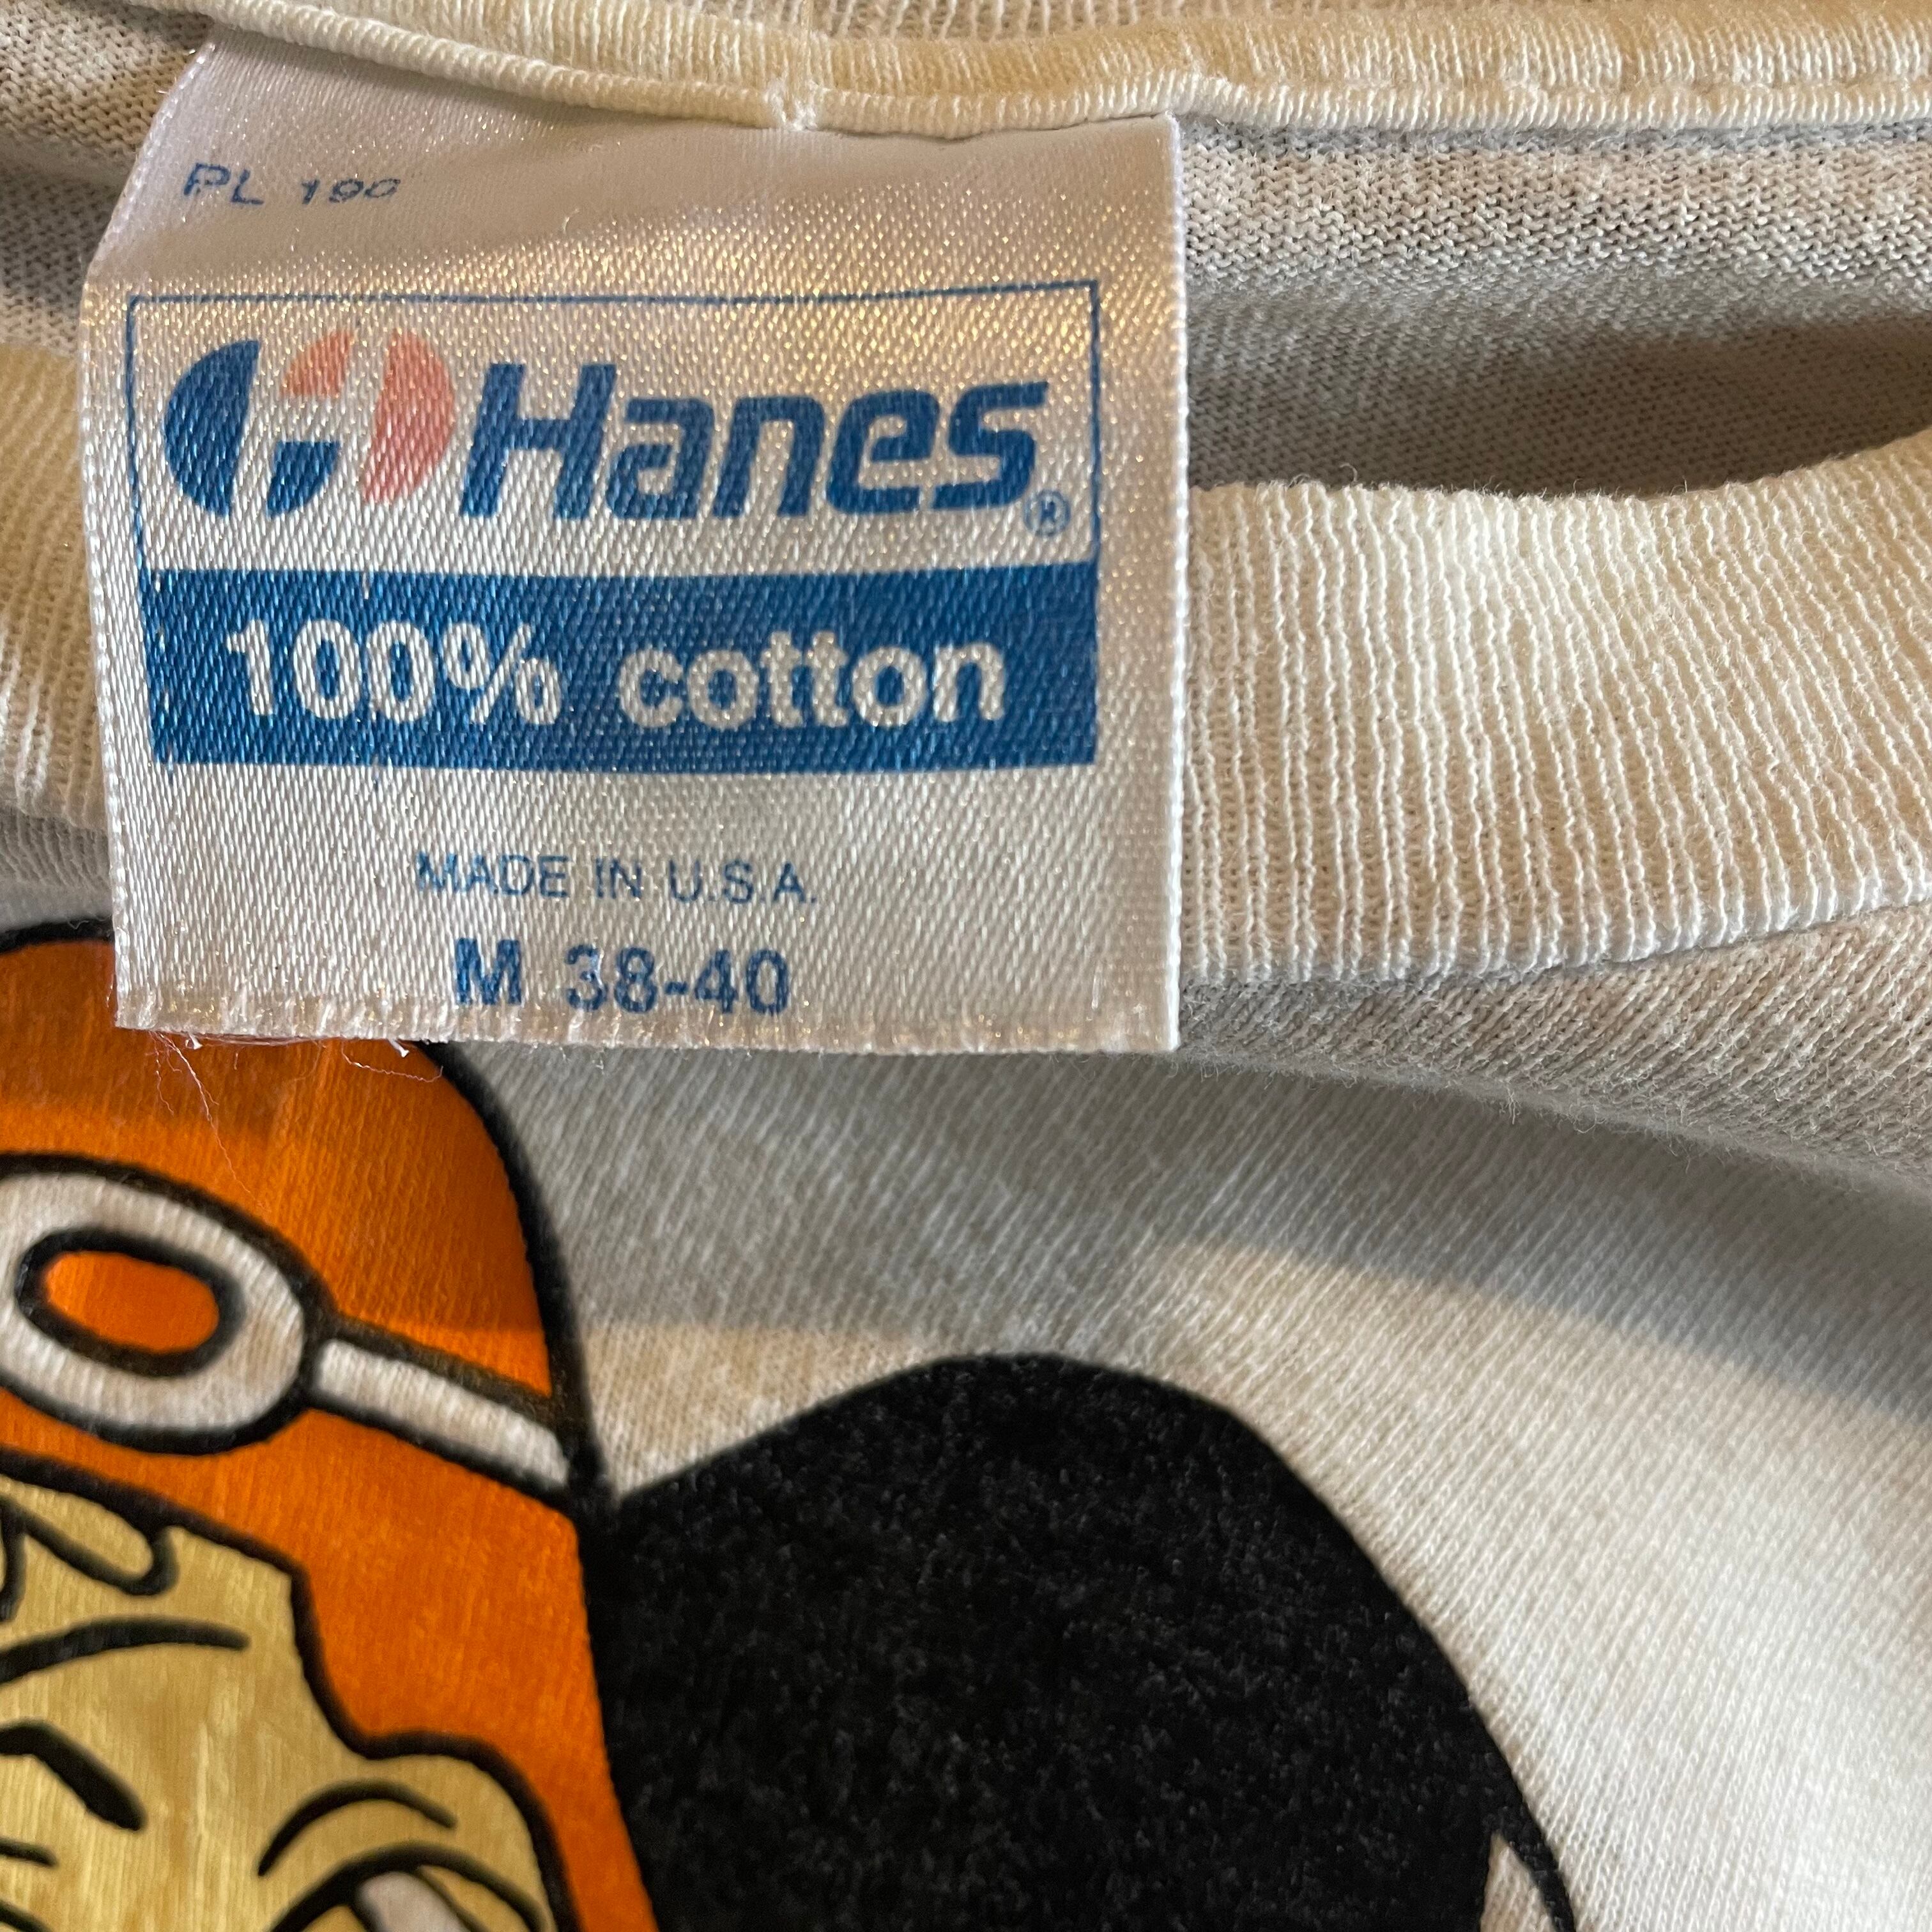 PL 190
Hanes®
100% cotton
MADE IN U.S.A.
M 38-40